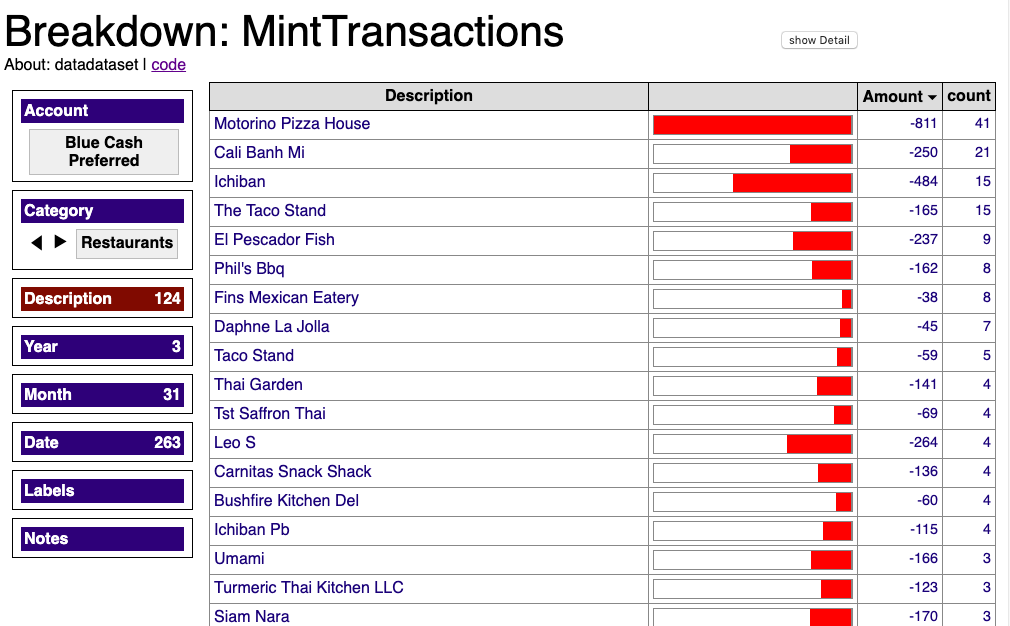 Breakdown: MintTransactions
show Detail
About: datadataset | code
Account
Blue Cash
Preferred
Category
Restaurants
Description 124
Year 3
Month 31
Date 263
Labels
Notes
Description Amount count
Motorino Pizza House -811 41
Cali Banh Mi -250 21
Ichiban -484 15
The Taco Stand -165 15
El Pescador Fish -237 9
Phil's Bbq -162 8
Fins Mexican Eatery -38 8
Daphne La Jolla -45 7
Taco Stand -59 5
Thai Garden -141 4
Tst Saffron Thai -69 4
Leo S -264 4
Carnitas Snack Shack -136 4
Bushfire Kitchen Del -60 4
Ichiban Pb -115 4
Umami -166 3
Turmeric Thai Kitchen LLC -123 3
Siam Nara -170 3